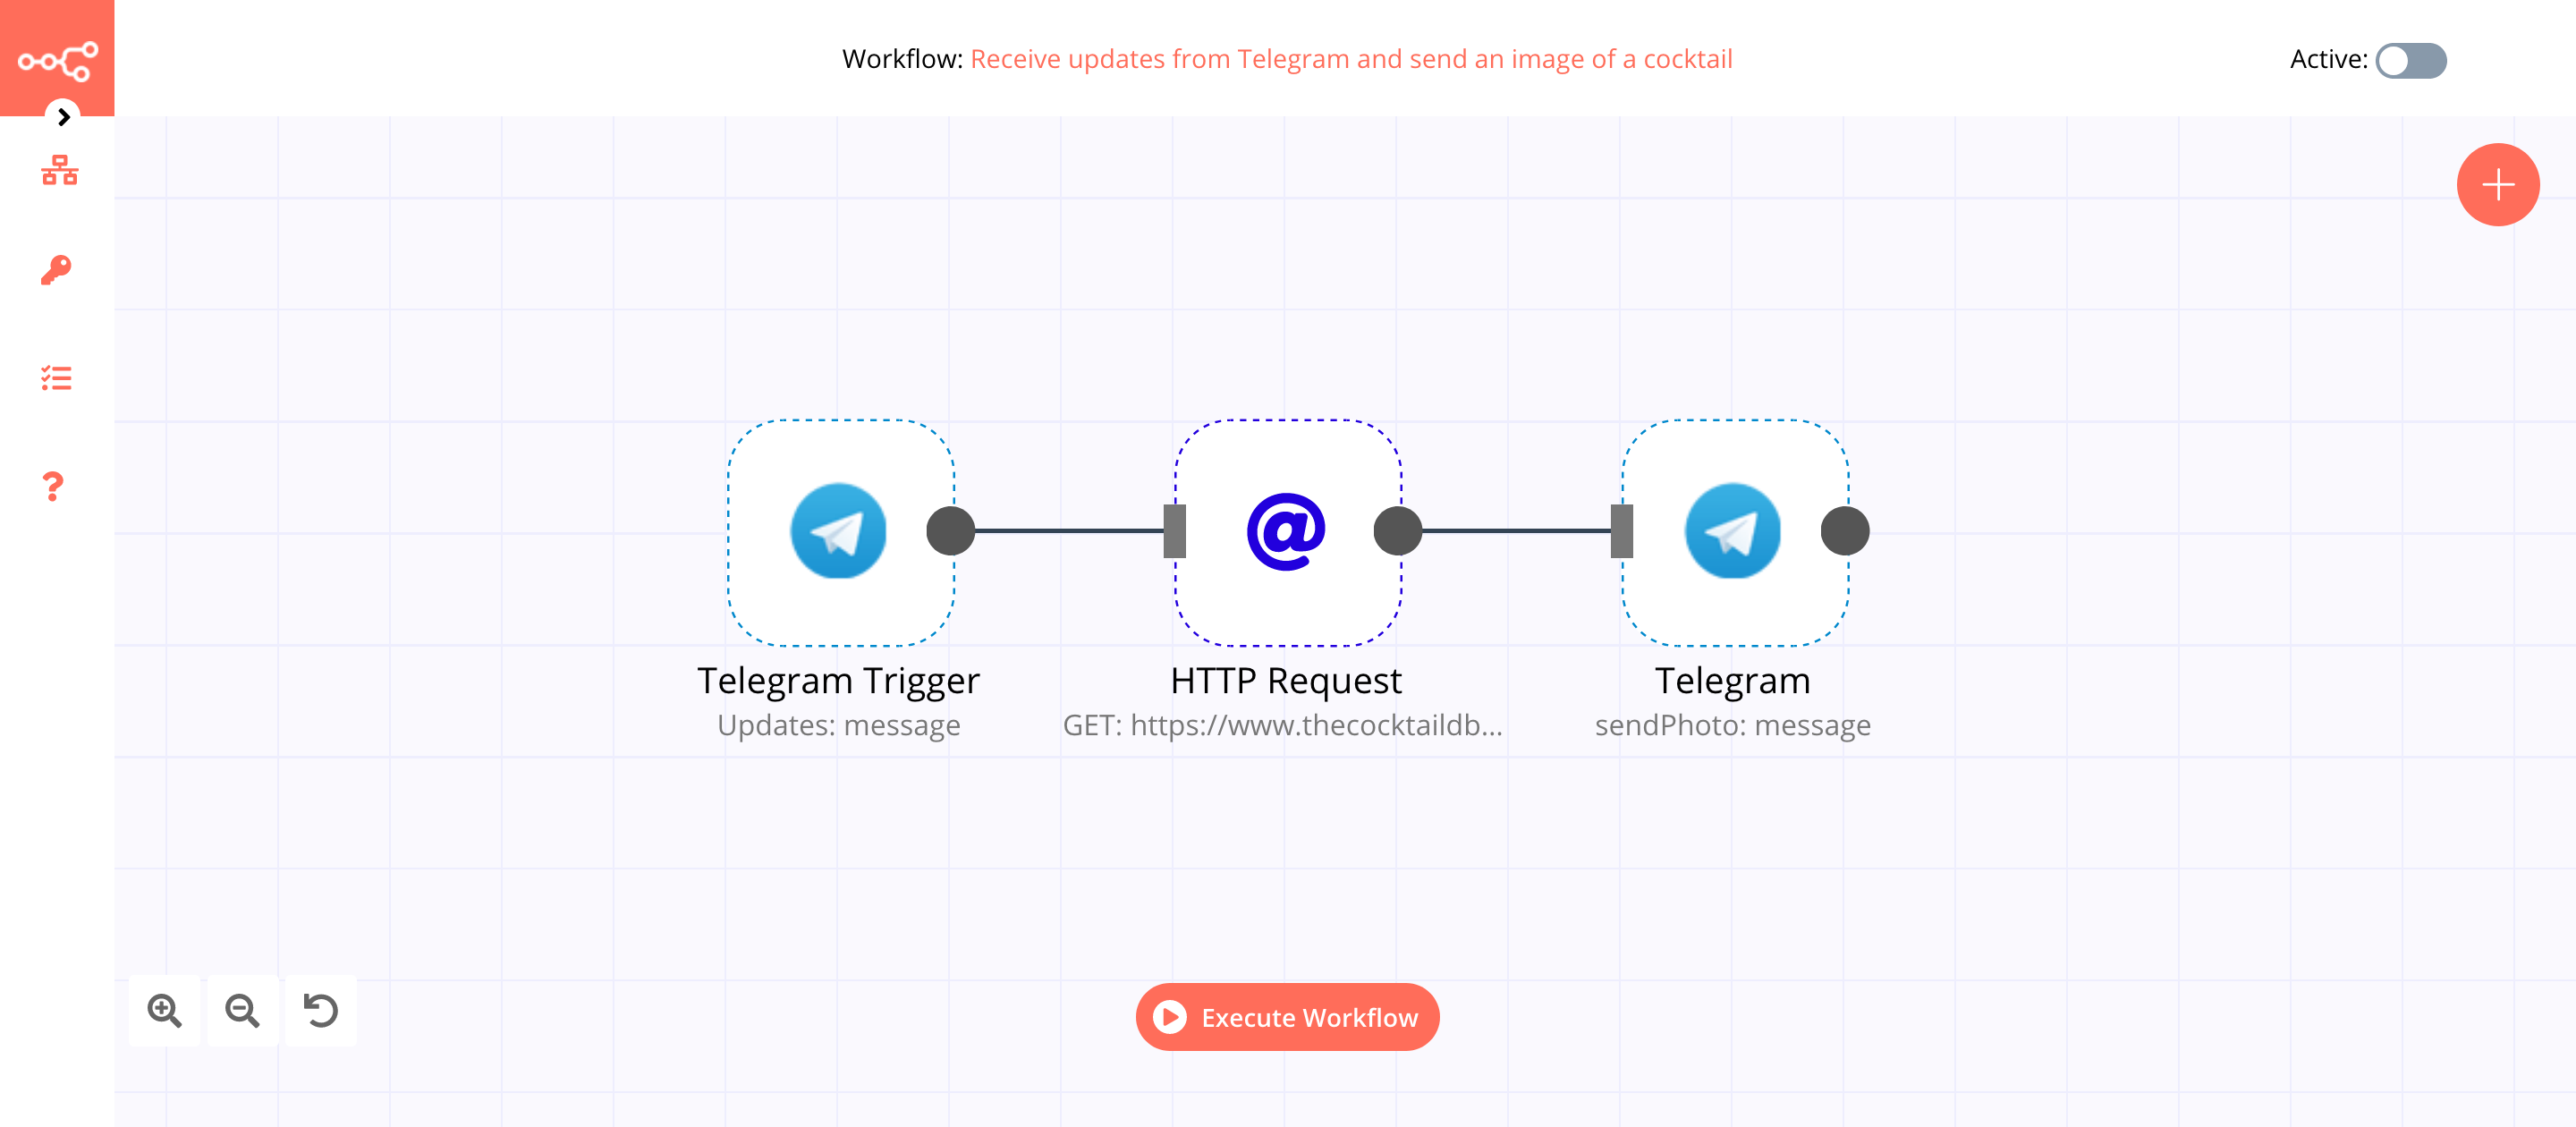 Workflow: Receive updates from Telegram and send an image of a cocktail
Active:
Telegram Trigger
Updates: message
HTTP Request
GET: https://www.thecocktaildb...
Telegram
sendPhoto: message
Execute Workflow